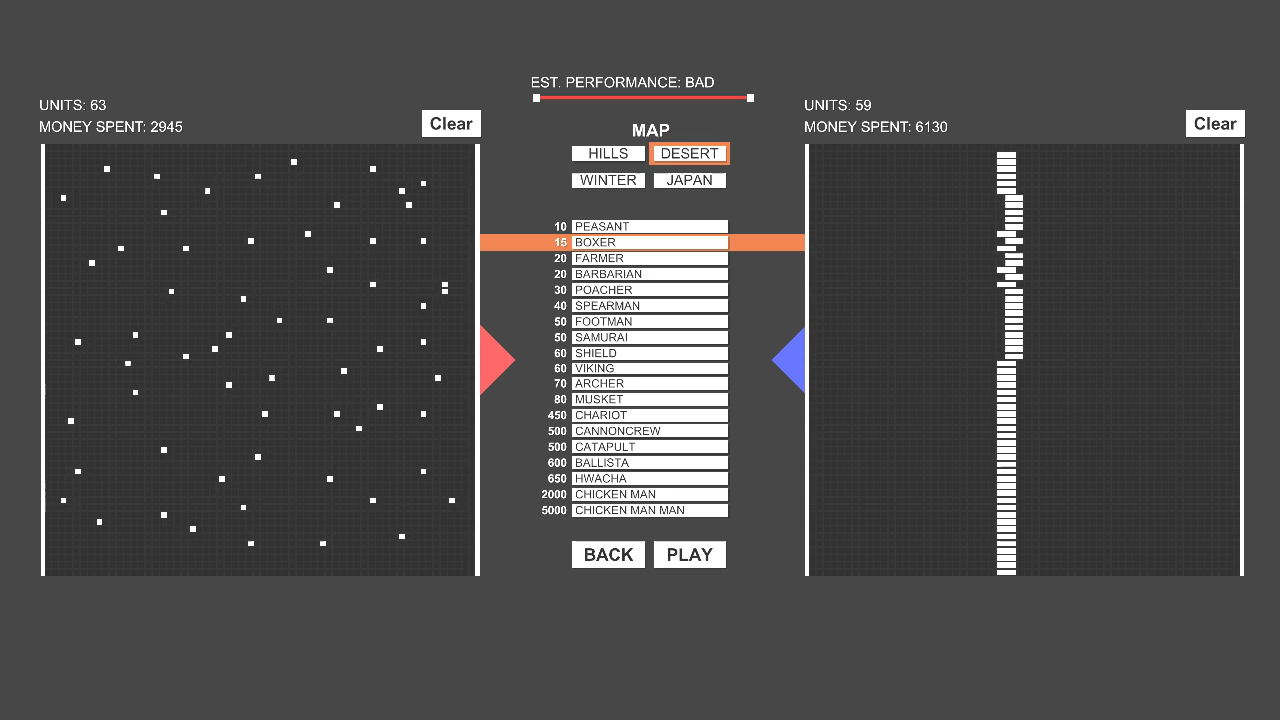 EST. PERFORMANCE: BAD
UNITS: 63
MONEY SPENT: 2945
Clear
UNITS: 59
MONEY SPENT: 6130
Clear
MAP
HILLS DESERT
WINTER JAPAN
10 PEASANT
15 BOXER
20 FARMER
20 BARBARIAN
30 POACHER
40 SPEARMAN
50 FOOTMAN
50 SAMURAI
60 SHIELD
60 VIKING
70 ARCHER
80 MUSKET
450 CHARIOT
500 CANNONCREW
500 CATAPULT
600 BALLISTA
650 HWACHA
2000 CHICKEN MAN
5000 CHICKEN MAN MAN
BACK PLAY